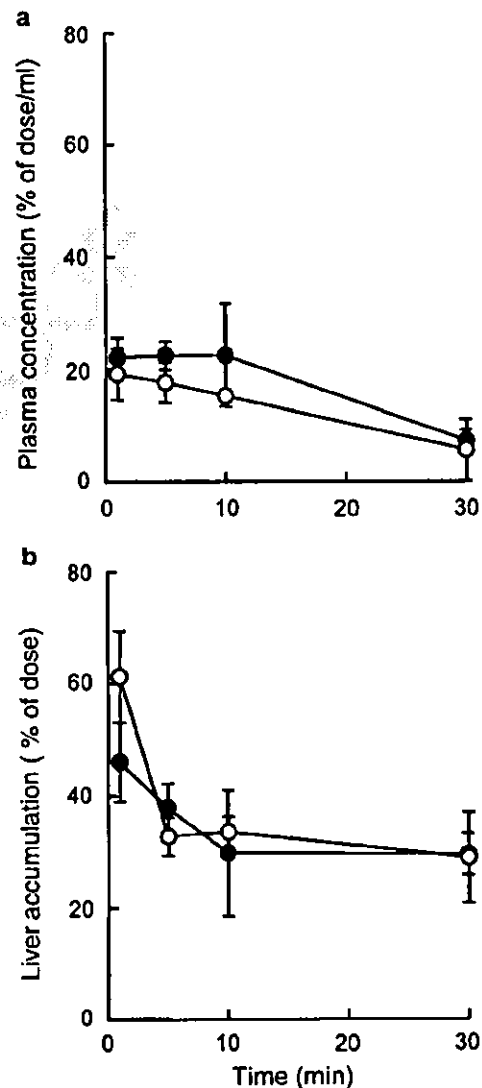 a
Plasma concentration (% of dose/ml)
80
60
40
20
0
0 10 20 30
b
Liver accumulation ( % of dose)
80
60
40
20
0
0 10 20 30
Time (min)